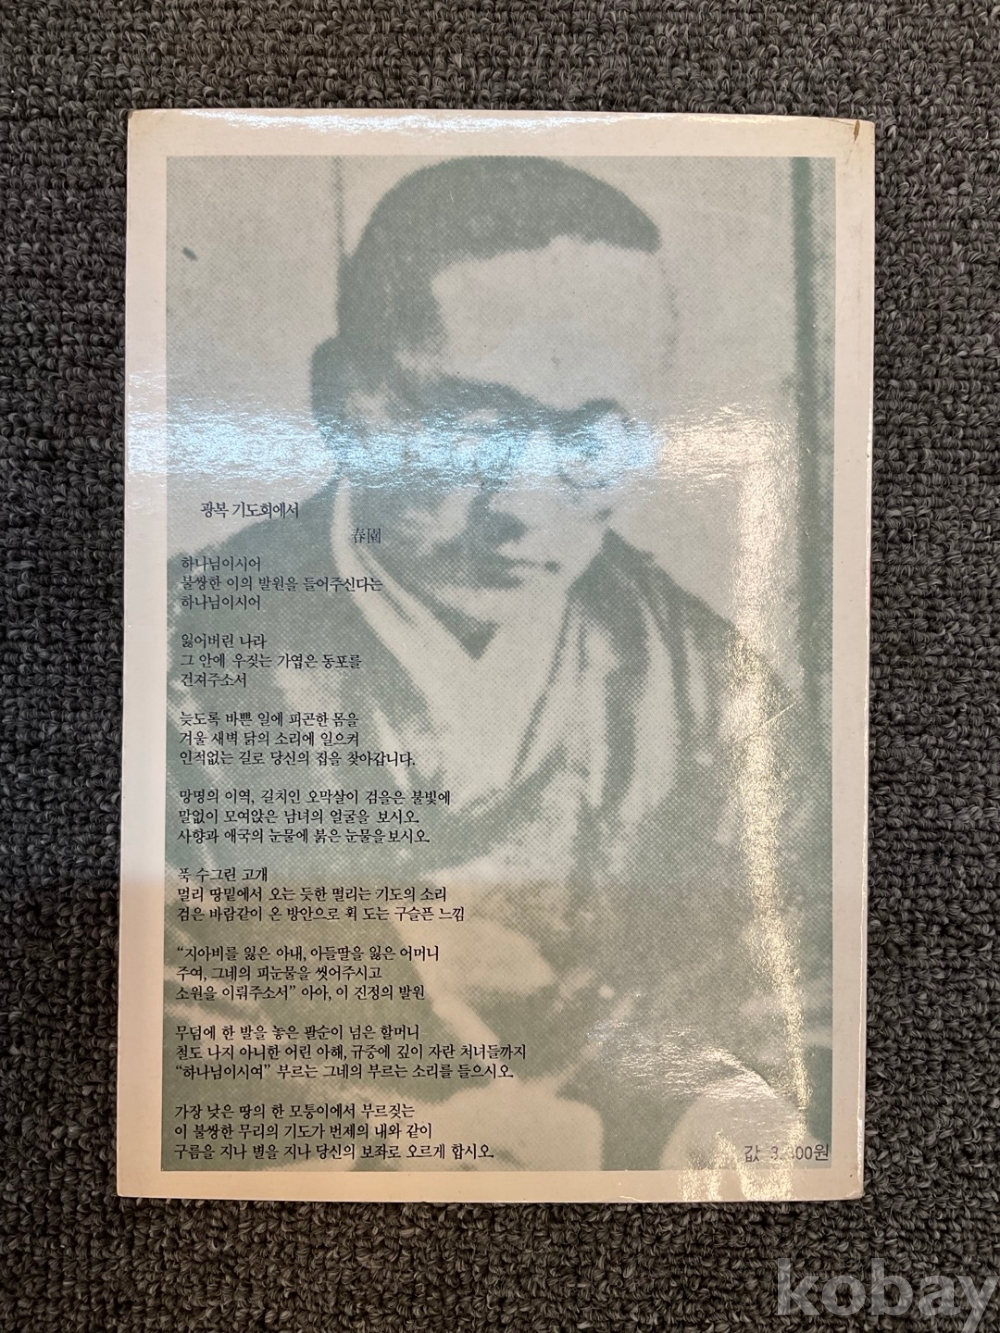 광복 기도회에서
春園
하나님이시어
불쌍한 이의 발원을 들어주신다는
하나님이시어
잃어버린 나라
그 안에 우짖는 가엽은 동포를
건져주소서
늦도록 바쁜 일에 피곤한 몸을
겨울 새벽 닭의 소리에 일으켜
인적없는 길로 당신의 집을 찾아갑니다.
망명의 이역, 길치인 오막살이 검을은 불빛에
말없이 모여앉은 남녀의 얼굴을 보시오.
사향과 애국의 눈물에 붉은 눈물을보시오.
푹 수그린 고개
멀리 땅밑에서 오는 듯한 떨리는 기도의 소리
검은 바람같이 온 방안으로 휘 도는 구슬픈 느낌
“지아비를 잃은 아내, 아들딸을 잃은 어머니
주여, 그네의 피눈물을 씻어주시고
소원을 이뤄주소서” 아아, 이 진정의 발원
무덤에 한 발을 놓은 팔순이 넘은 할머니
철도 나지 아니한 어린 아해, 규중에 깊이 자란 처녀들까지
“하나님이시여” 부르는 그네의 부르는 소리를 들으시오.
가장 낮은 땅의 한 모퉁이에서 부르짖는
이 불쌍한 무리의 기도가 번제의 내와 같이
구름을 지나 별을 지나 당신의 보좌로 오르게 합시오.
값
kobay